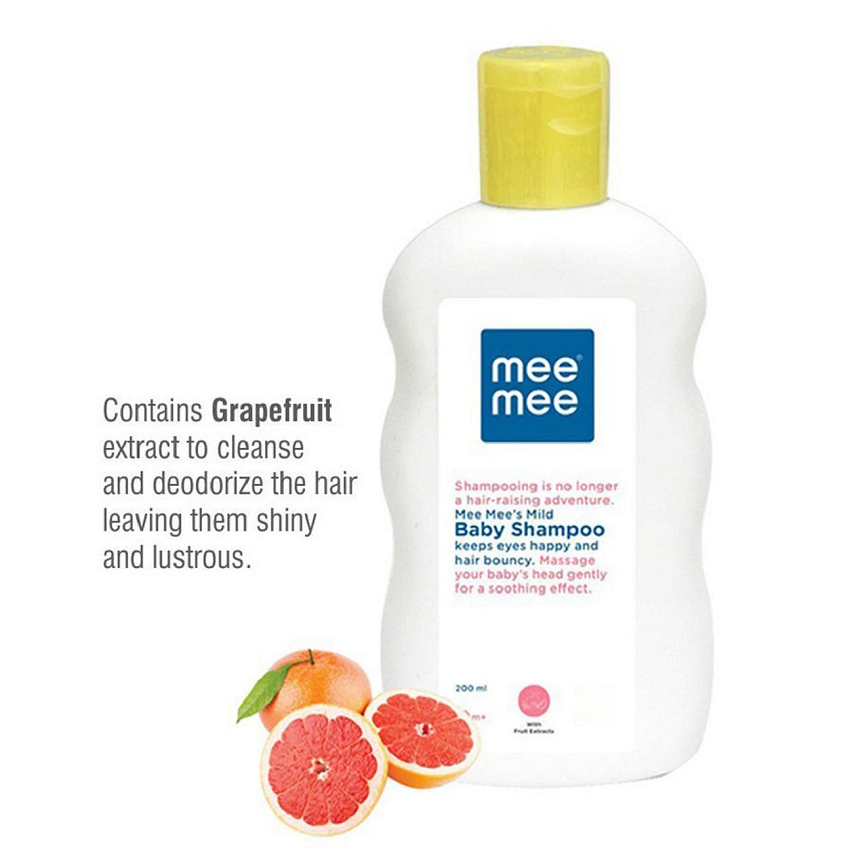 Contains Grapefruit
extract to cleanse
and deodorize the hair
leaving them shiny
and lustrous.
mee®
mee
Shampooing is no longer
a hair-raising adventure.
Mee Mee's Mild
Baby Shampoo
keeps eyes happy and
hair bouncy. Massage
your baby's head gently
for a soothing effect.
200 ml
m+
with
Fruit Extracts